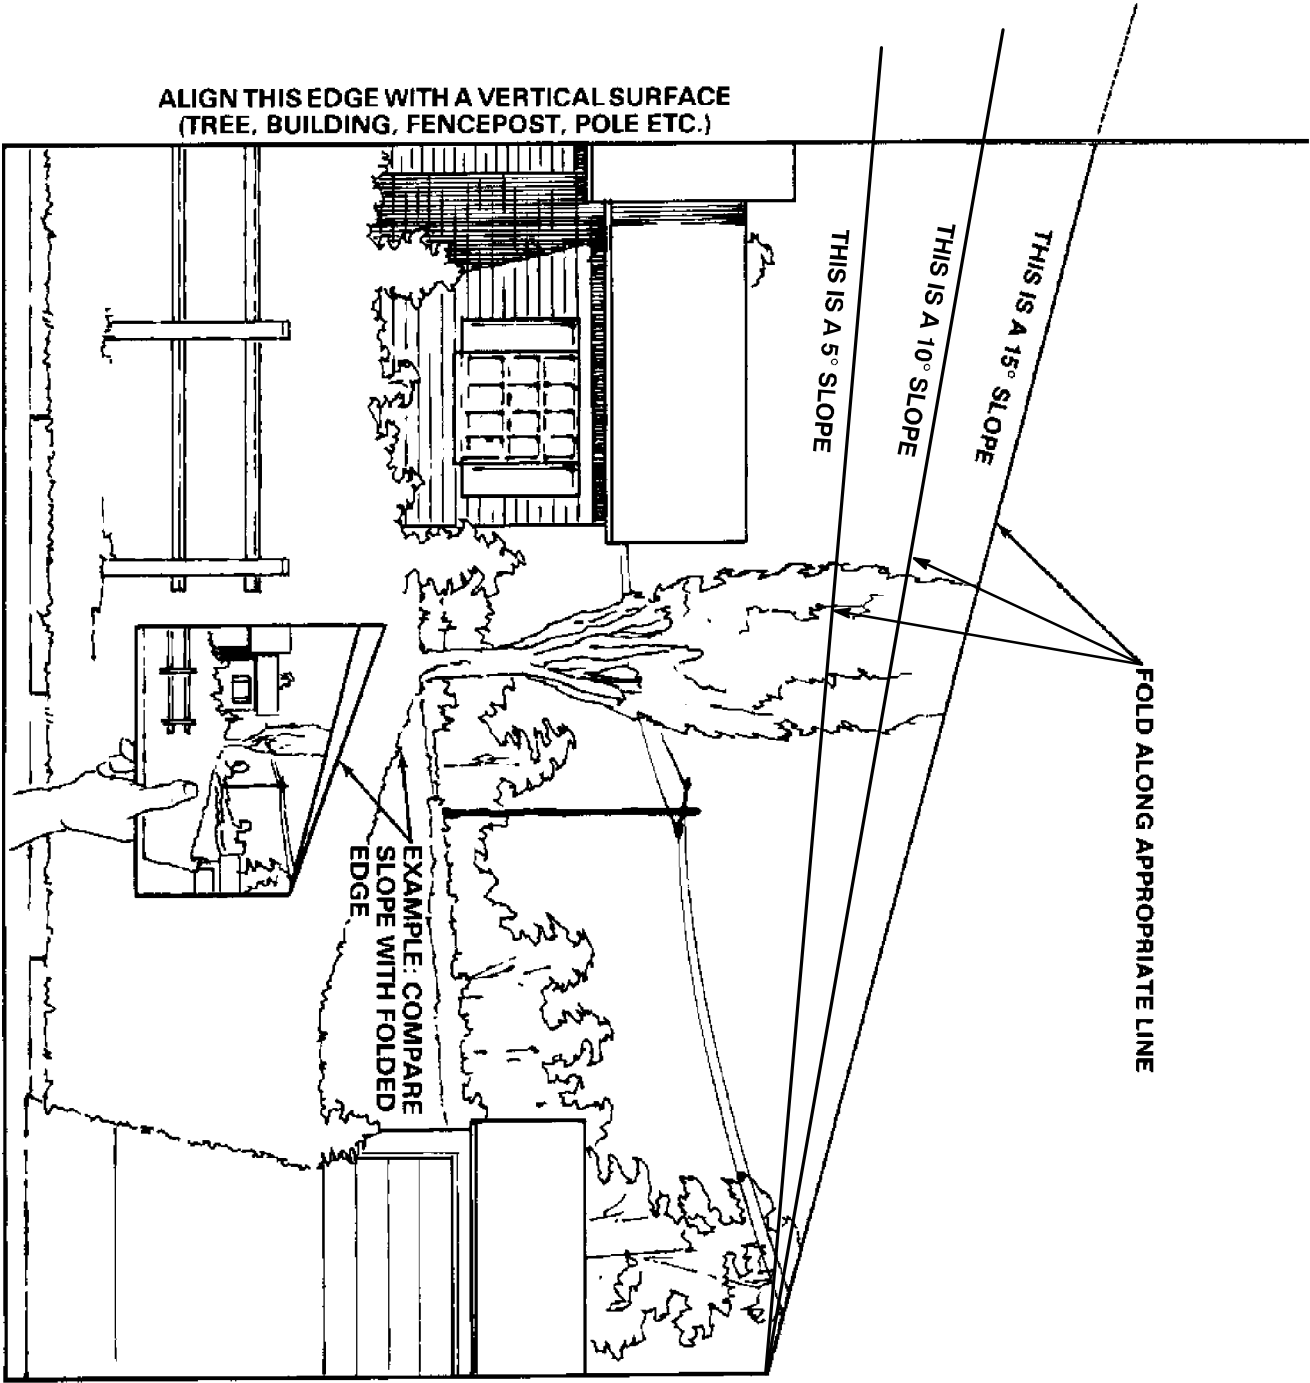 ALIGN THIS EDGE WITH A VERTICAL SURFACE
(TREE, BUILDING, FENCEPOST, POLE ETC.)
THIS IS A 15° SLOPE
THIS IS A 10° SLOPE
THIS IS A 5° SLOPE
FOLD ALONG APPROPRIATE LINE
EXAMPLE: COMPARE
SLOPE WITH FOLDED
EDGE